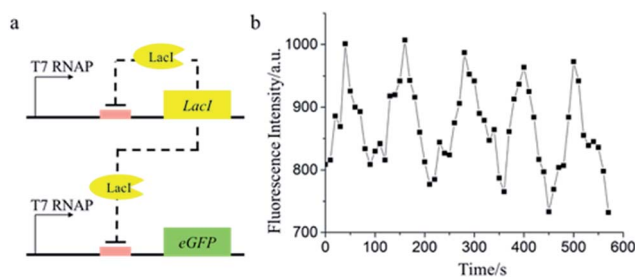 a
T7 RNAP
LacI
LacI
LacI
T7 RNAP
eGFP
b
Fluorescence Intensity/a.u.
1000
900
800
700
0 100 200 300 400 500 600
Time/s